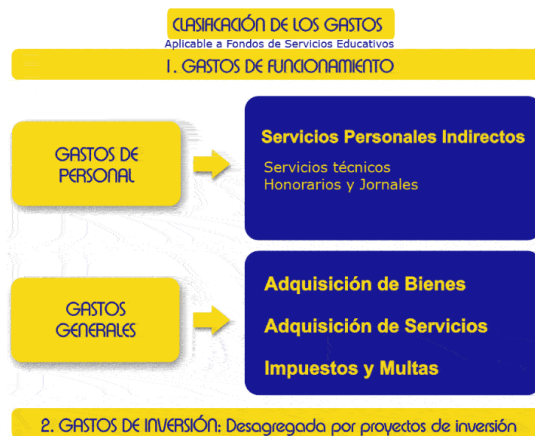 CLASIFICACIÓN DE LOS GASTOS
Aplicable a Fondos de Servicios Educativos
1. GASTOS DE FUNCIONAMIENTO
GASTOS DE
PERSONAL
Servicios Personales Indirectos
Servicios técnicos
Honorarios y Jornales
GASTOS
GENERALES
Adquisición de Bienes
Adquisición de Servicios
Impuestos y Multas
2. GASTOS DE INVERSIÓN: Desagregada por proyectos de inversión